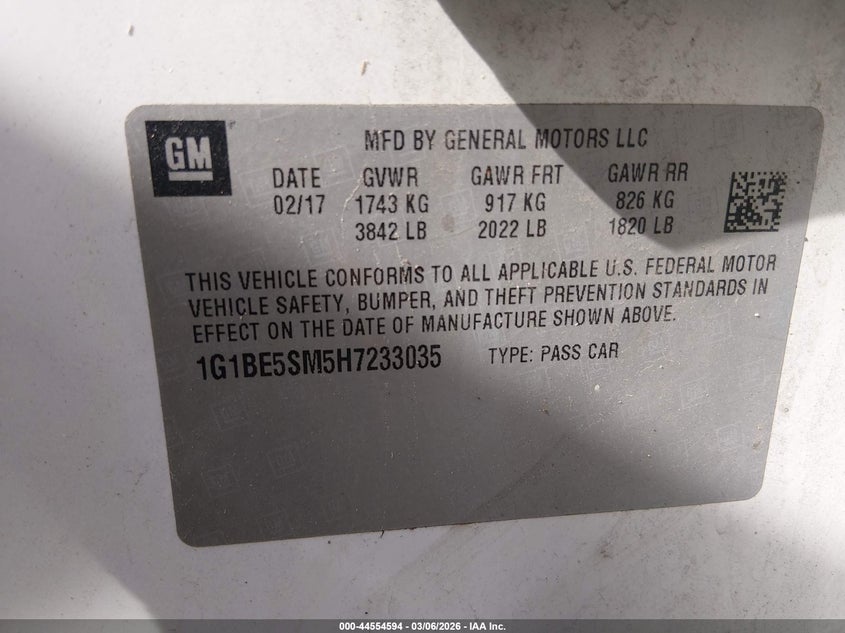 GM
MFD BY GENERAL MOTORS LLC
DATE GVWR GAWR FRT GAWR RR
02/17 1743 KG 917 KG 826 KG
3842 LB 2022 LB 1820 LB
THIS VEHICLE CONFORMS TO ALL APPLICABLE U.S. FEDERAL MOTOR
VEHICLE SAFETY, BUMPER, AND THEFT PREVENTION STANDARDS IN
EFFECT ON THE DATE OF MANUFACTURE SHOWN ABOVE.
1G1BE5SM5H7233035 TYPE: PASS CAR
000-44554594 - 03/06/2026 - IAA Inc.